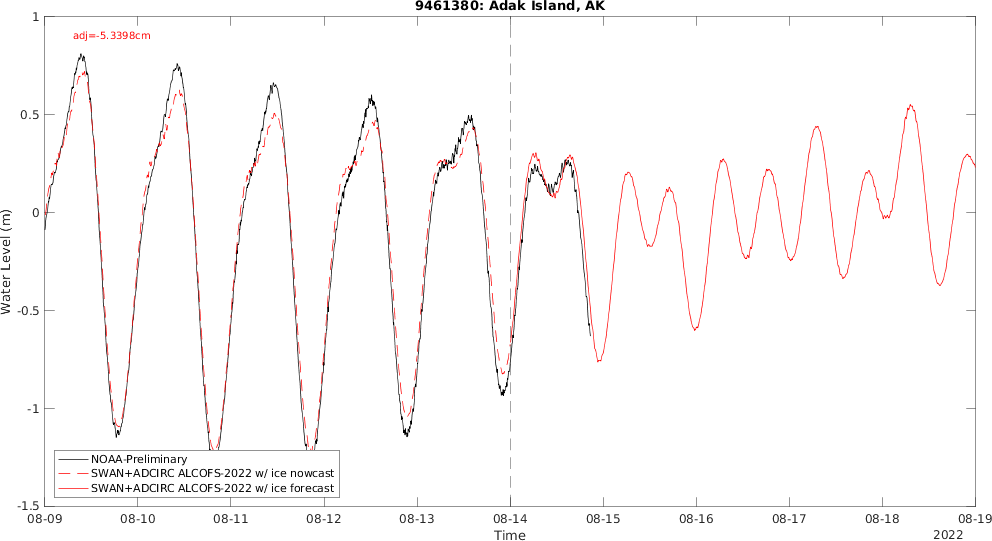 9461380: Adak Island, AK
adj=-5.3398cm
Water Level (m)
1
0.5
0
-0.5
-1
-1.5
NOAA-Preliminary
SWAN+ADCIRC ALCOFS-2022 w/ ice nowcast
SWAN+ADCIRC ALCOFS-2022 w/ ice forecast
08-09 08-10 08-11 08-12 08-13 08-14 08-15 08-16 08-17 08-18 08-19
Time
2022